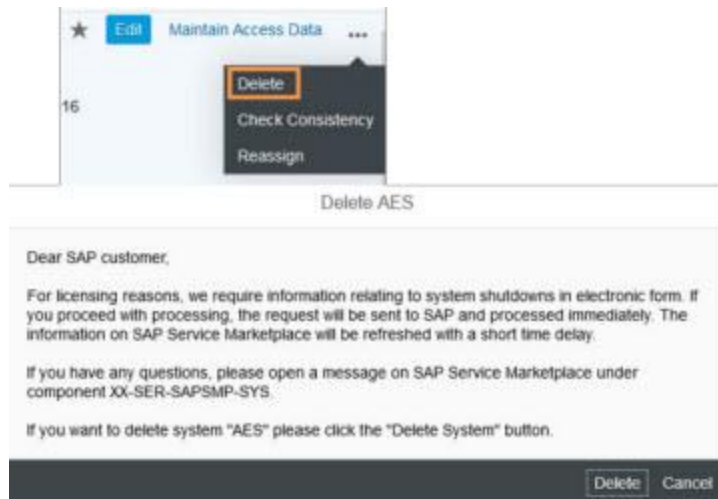 Edit Maintain Access Data ...
Delete
16
Check Consistency
Reassign
Delete AES
Dear SAP customer,
For licensing reasons, we require information relating to system shutdowns in electronic form. If
you proceed with processing, the request will be sent to SAP and processed immediately. The
information on SAP Service Marketplace will be refreshed with a short time delay.
If you have any questions, please open a message on SAP Service Marketplace under
component XX-SER-SAPSMP-SYS.
If you want to delete system "AES" please click the "Delete System" button.
Delete Cancel